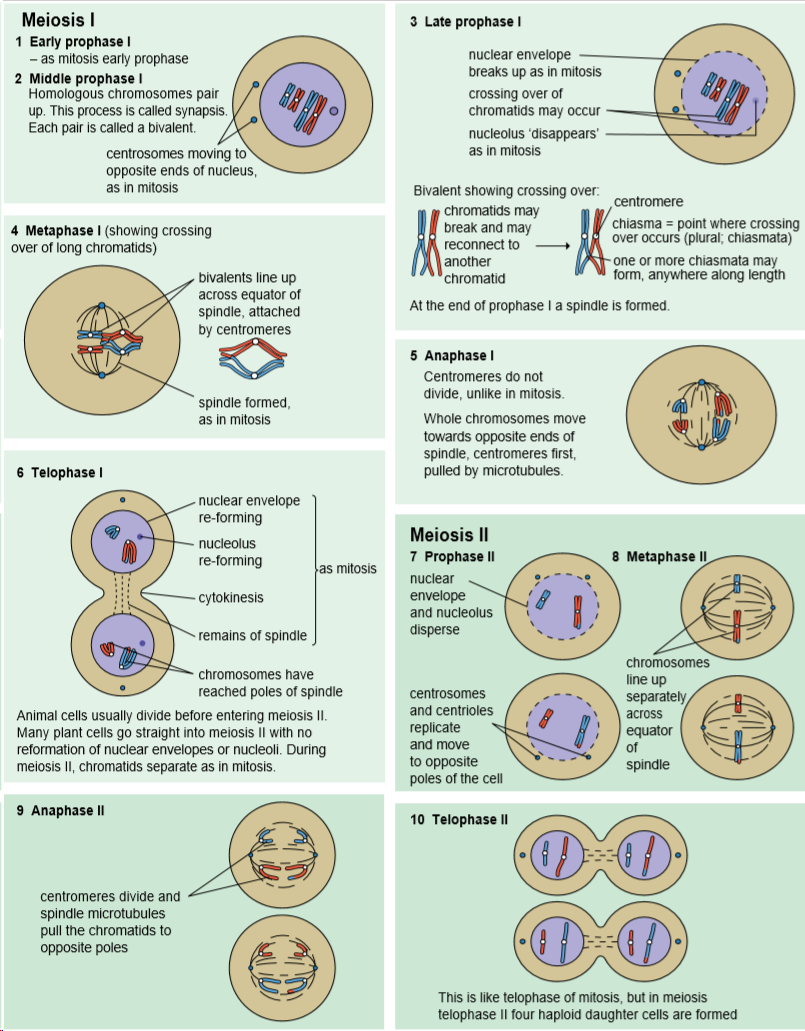 Meiosis I
1 Early prophase I
– as mitosis early prophase
2 Middle prophase I
Homologous chromosomes pair
up. This process is called synapsis.
Each pair is called a bivalent.
centrosomes moving to
opposite ends of nucleus,
as in mitosis
3 Late prophase I
nuclear envelope
breaks up as in mitosis
crossing over of
chromatids may occur
nucleolus ‘disappears’
as in mitosis
Bivalent showing crossing over:
chromatids may
break and may
reconnect to
another
chromatid
centromere
chiasma = point where crossing
over occurs (plural; chiasmata)
one or more chiasmata may
form, anywhere along length
At the end of prophase I a spindle is formed.
4 Metaphase I (showing crossing
over of long chromatids)
bivalents line up
across equator of
spindle, attached
by centromeres
spindle formed,
as in mitosis
5 Anaphase I
Centromeres do not
divide, unlike in mitosis.
Whole chromosomes move
towards opposite ends of
spindle, centromeres first,
pulled by microtubules.
6 Telophase I
nuclear envelope
re-forming
nucleolus
re-forming
as mitosis
cytokinesis
remains of spindle
chromosomes have
reached poles of spindle
Animal cells usually divide before entering meiosis II.
Many plant cells go straight into meiosis II with no
reformation of nuclear envelopes or nucleoli. During
meiosis II, chromatids separate as in mitosis.
Meiosis II
7 Prophase II
nuclear
envelope
and nucleolus
disperse
centrosomes
and centrioles
replicate
and move
to opposite
poles of the cell
8 Metaphase II
chromosomes
line up
separately
across
equator
of
spindle
9 Anaphase II
centromeres divide and
spindle microtubules
pull the chromatids to
opposite poles
10 Telophase II
This is like telophase of mitosis, but in meiosis
telophase II four haploid daughter cells are formed